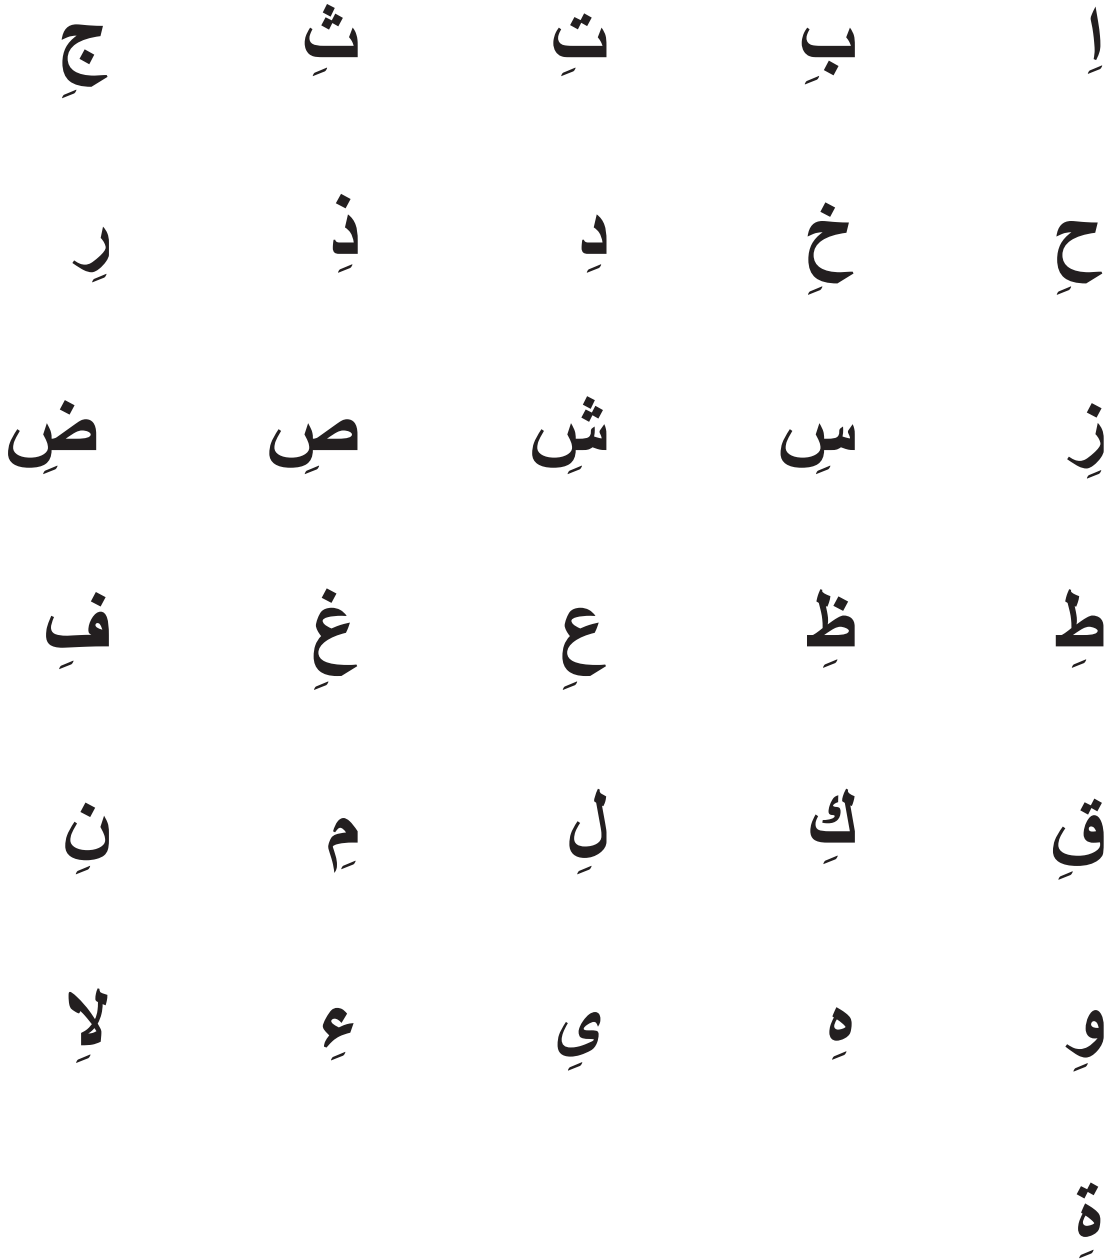 اِ بِ تِ ثِ جِ
حِ خِ دِ ذِ رِ
زِ سِ شِ صِ ضِ
طِ ظِ عِ غِ فِ
قِ كِ لِ مِ نِ
وِ هِ ىِ ءِ لاِ
ةِ